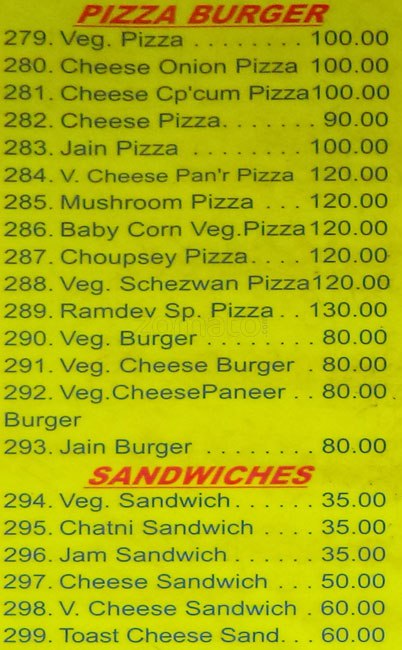 PIZZA BURGER
279. Veg. Pizza . . . . . . . . 100.00
280. Cheese Onion Pizza 100.00
281. Cheese Cp'cum Pizza100.00
282. Cheese Pizza. . . . . . . 90.00
283. Jain Pizza . . . . . . . . 100.00
284. V. Cheese Pan'r Pizza 120.00
285. Mushroom Pizza . . . 120.00
286. Baby Corn Veg.Pizza120.00
287. Choupsey Pizza. . . . 120.00
288. Veg. Schezwan Pizza120.00
289. Ramdev Sp. Pizza . . 130.00
zomato
290. Veg. Burger . . . . . . . . 80.00
291. Veg. Cheese Burger . 80.00
292. Veg.CheesePaneer . . 80.00
Burger
293. Jain Burger . . . . . . . . 80.00
SANDWICHES
294. Veg. Sandwich . . . . . . 35.00
295. Chatni Sandwich . . . . 35.00
296. Jam Sandwich . . . . . . 35.00
297. Cheese Sandwich . . . 50.00
298. V. Cheese Sandwich . 60.00
299. Toast Cheese Sand. . . 60.00